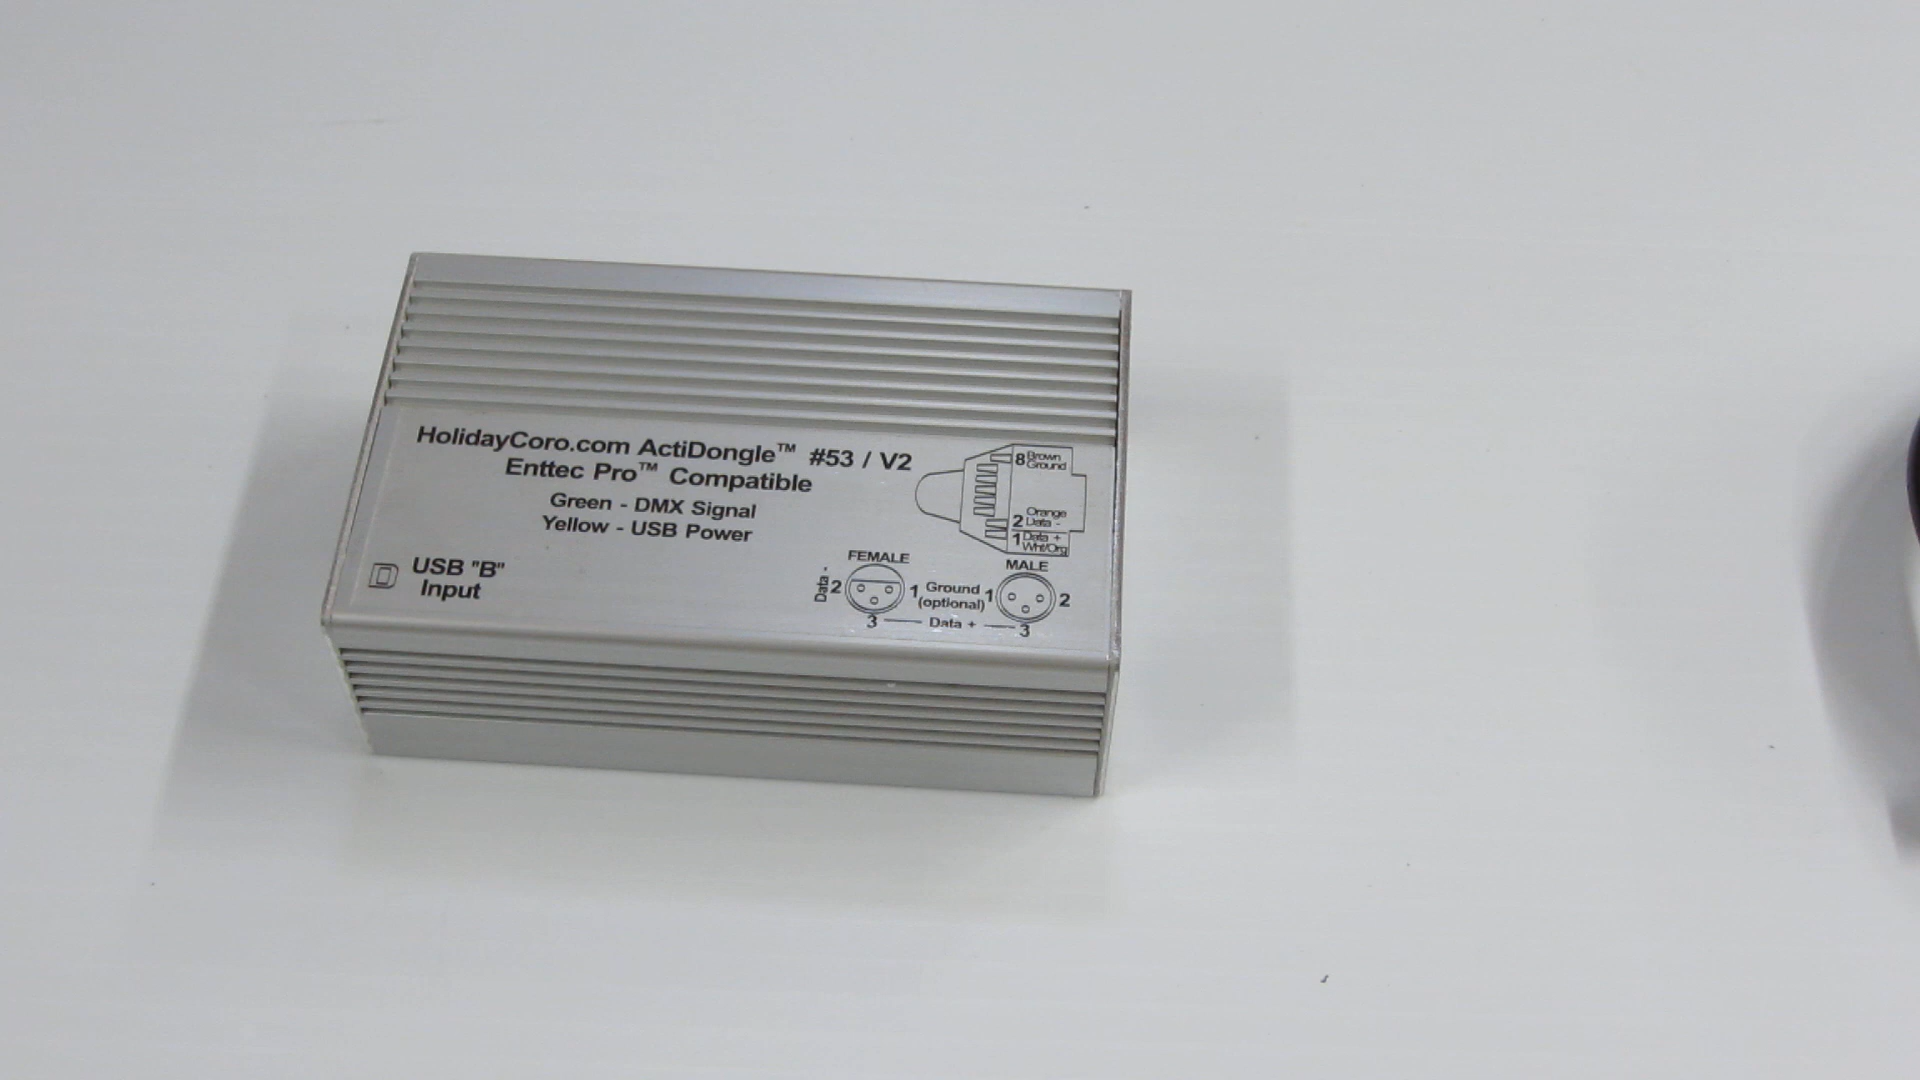 HolidayCoro.com ActiDongle™ #53 / V2
Enttec Pro™ Compatible
Green - DMX Signal
Yellow - USB Power
USB "B"
Input
8 Brown
Ground
Orange
2 Data -
1 Data +
Wht/Org
FEMALE
MALE
Data -
2
1 Ground 1
(optional)
2
3 Data + 3